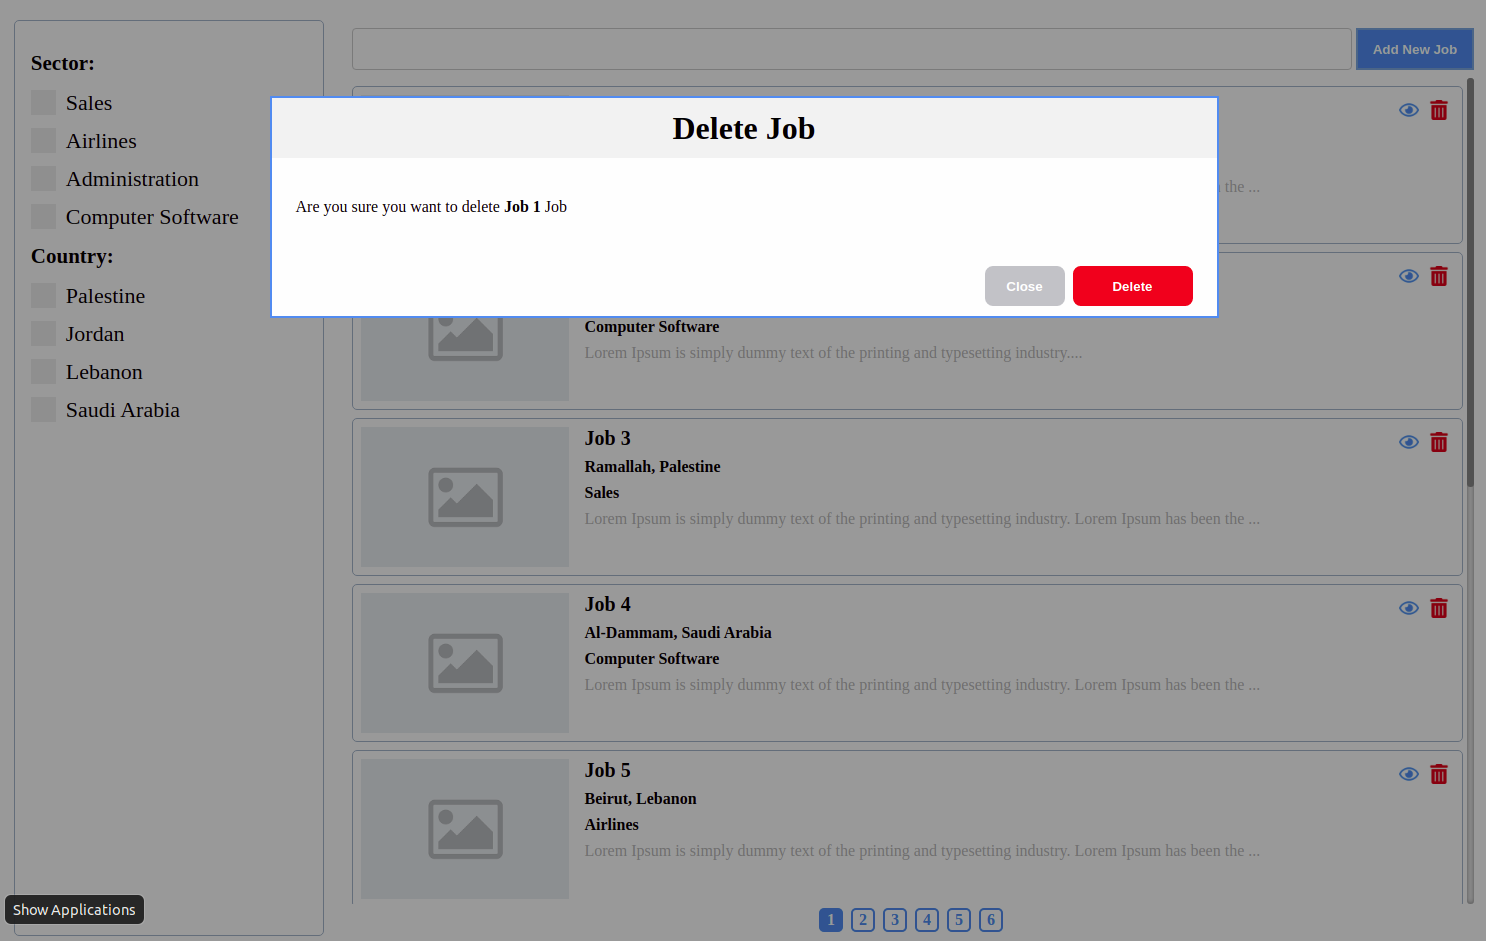 Sector:
Sales
Airlines
Administration
Computer Software
Country:
Palestine
Jordan
Lebanon
Saudi Arabia
Add New Job
Delete Job
Are you sure you want to delete Job 1 Job
Close
Delete
the ...
Computer Software
Lorem Ipsum is simply dummy text of the printing and typesetting industry....
Job 3
Ramallah, Palestine
Sales
Lorem Ipsum is simply dummy text of the printing and typesetting industry. Lorem Ipsum has been the ...
Job 4
Al-Dammam, Saudi Arabia
Computer Software
Lorem Ipsum is simply dummy text of the printing and typesetting industry. Lorem Ipsum has been the ...
Job 5
Beirut, Lebanon
Airlines
Lorem Ipsum is simply dummy text of the printing and typesetting industry. Lorem Ipsum has been the ...
Show Applications
1 2 3 4 5 6